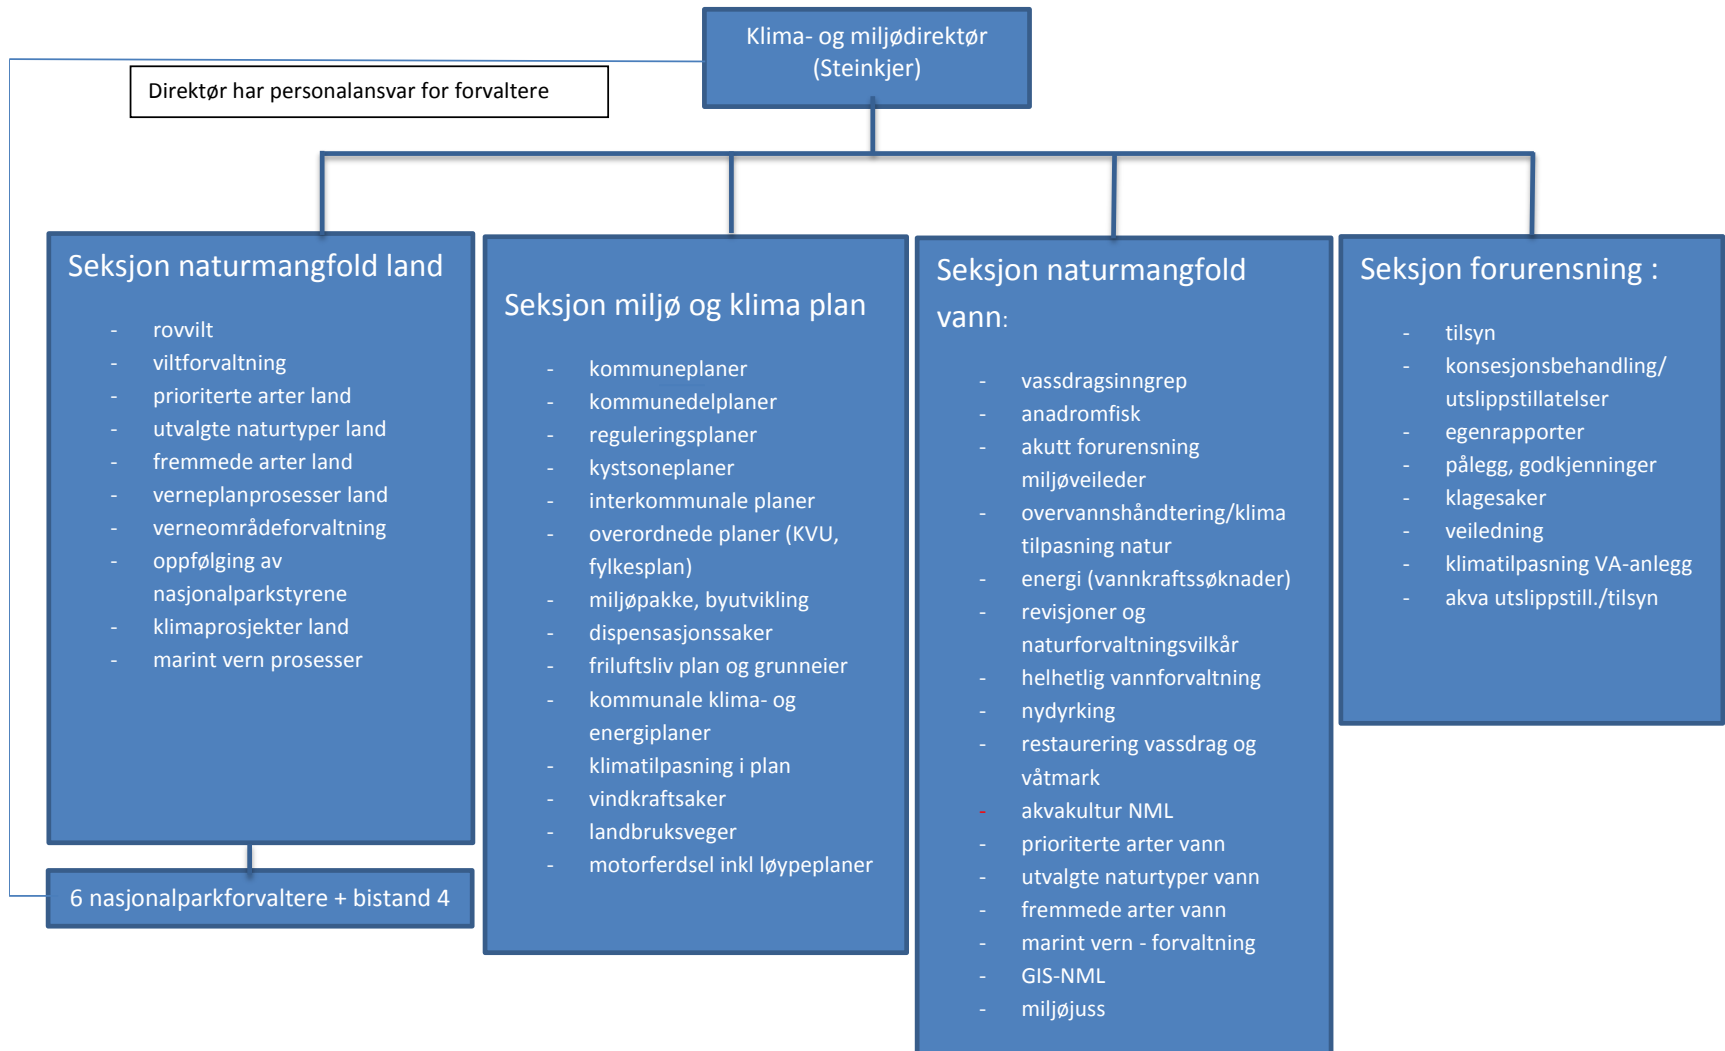 Klima- og miljødirektør
(Steinkjer)
Direktør har personalansvar for forvaltere
Seksjon naturmangfold land
- rovvilt
- viltforvaltning
- prioriterte arter land
- utvalgte naturtyper land
- fremmede arter land
- verneplanprosesser land
- verneområdeforvaltning
- oppfølging av
nasjonalparkstyrene
- klimaprosjekter land
- marint vern prosesser
6 nasjonalparkforvaltere + bistand 4
Seksjon miljø og klima plan
- kommuneplaner
- kommunedelplaner
- reguleringsplaner
- kystsoneplaner
- interkommunale planer
- overordnede planer (KVU,
fylkesplan)
- miljøpakke, byutvikling
- dispensasjonssaker
- friluftsliv plan og grunneier
- kommunale klima- og
energiplaner
- klimatilpasning i plan
- vindkraftsaker
- landbruksveger
- motorferdsel inkl løypeplaner
Seksjon naturmangfold
vann:
- vassdragsinngrep
- anadromfisk
- akutt forurensning
miljøveileder
- overvannshåndtering/klima
tilpasning natur
- energi (vannkraftssøknader)
- revisjoner og
naturforvaltningsvilkår
- helhetlig vannforvaltning
- nydyrking
- restaurering vassdrag og
våtmark
- akvakultur NML
- prioriterte arter vann
- utvalgte naturtyper vann
- fremmede arter vann
- marint vern - forvaltning
- GIS-NML
- miljøjuss
Seksjon forurensning :
- tilsyn
- konsesjonsbehandling/
utslippstillatelser
- egenrapporter
- pålegg, godkjenninger
- klagesaker
- veiledning
- klimatilpasning VA-anlegg
- akva utslippstill./tilsyn